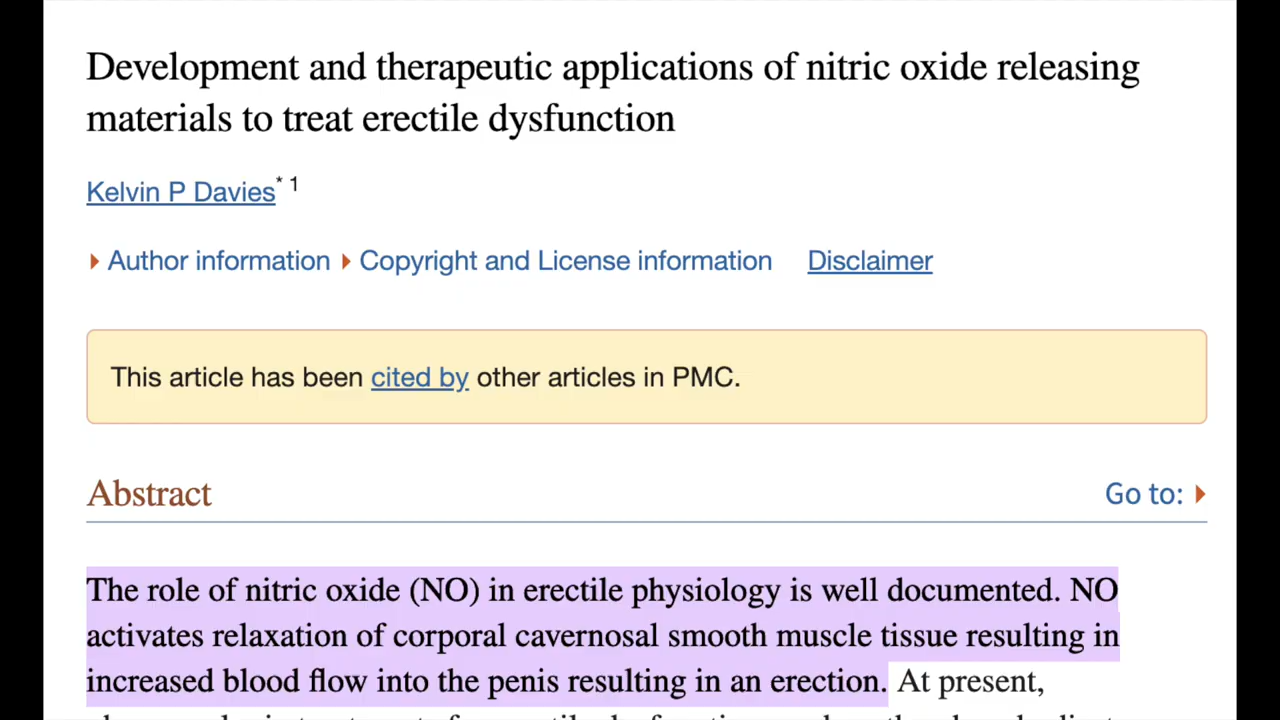 Development and therapeutic applications of nitric oxide releasing
materials to treat erectile dysfunction
Kelvin P Davies* 1
Author information Copyright and License information Disclaimer
This article has been cited by other articles in PMC.
Abstract Go to:
The role of nitric oxide (NO) in erectile physiology is well documented. NO
activates relaxation of corporal cavernosal smooth muscle tissue resulting in
increased blood flow into the penis resulting in an erection. At present,